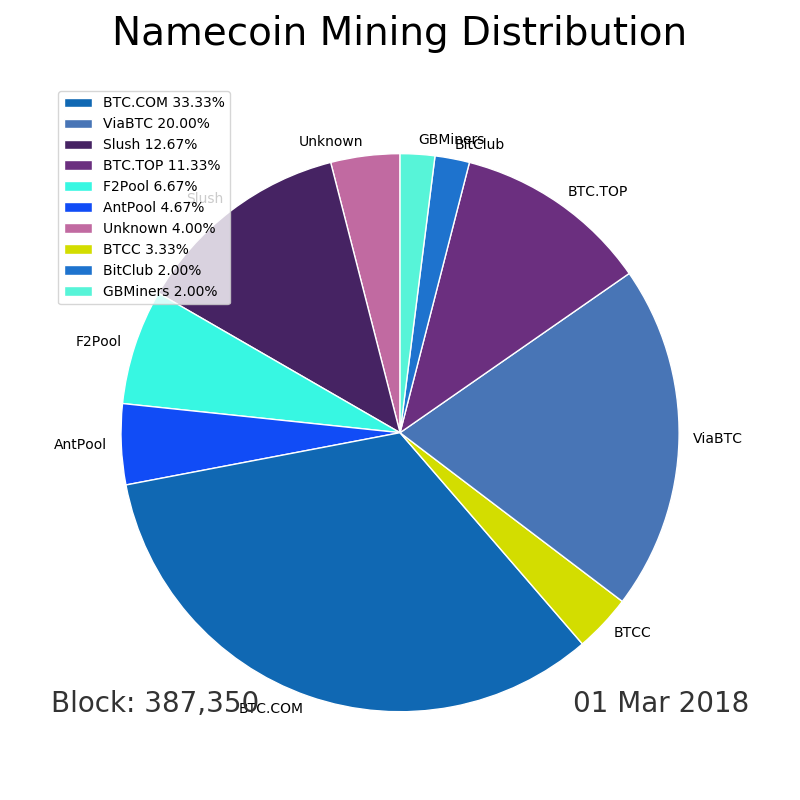 Namecoin Mining Distribution
BTC.COM 33.33%
ViaBTC 20.00%
Slush 12.67%
BTC.TOP 11.33%
F2Pool 6.67%
AntPool 4.67%
Unknown 4.00%
BTCC 3.33%
BitClub 2.00%
GBMiners 2.00%
Unknown
GBMiners
BitClub
BTC.TOP
Slush
F2Pool
ViaBTC
AntPool
BTCC
Block: 387,350
BTC.COM
01 Mar 2018